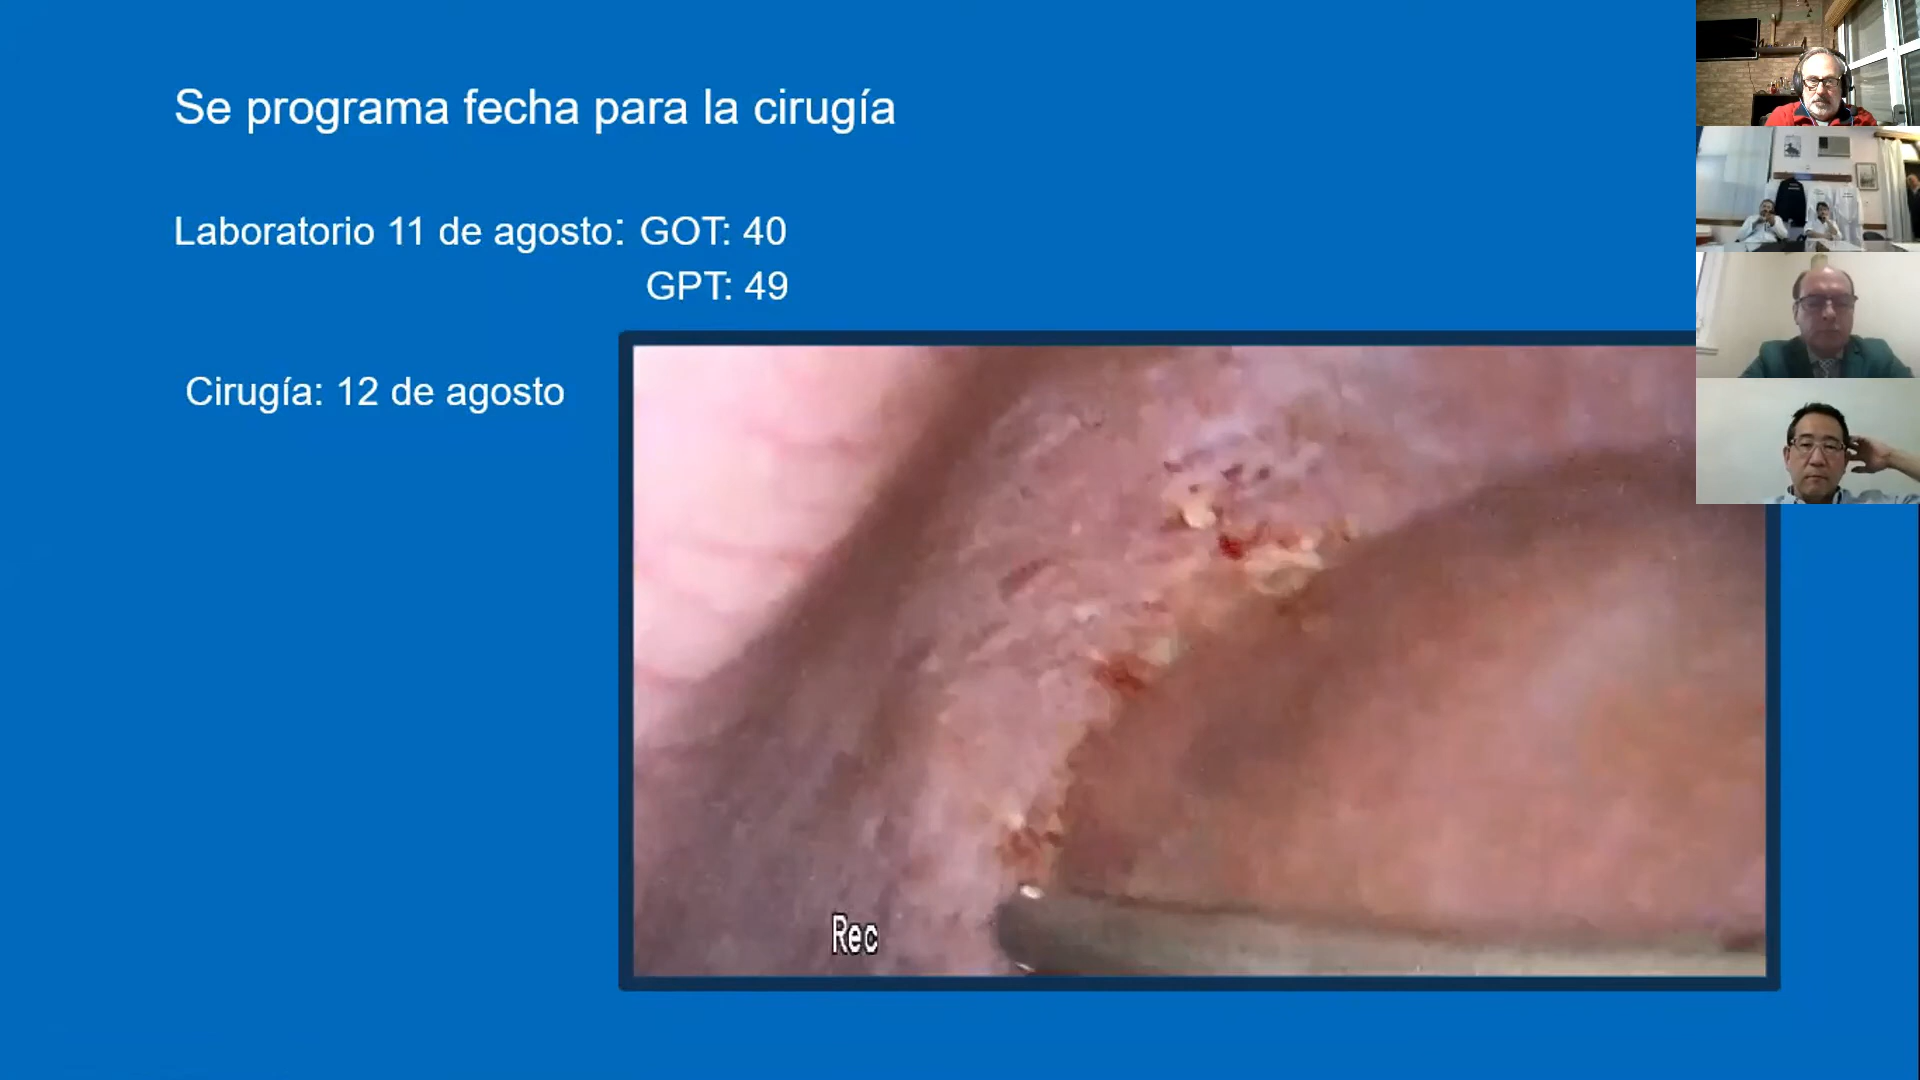 Se programa fecha para la cirugía
Laboratorio 11 de agosto: GOT: 40
GPT: 49
Cirugía: 12 de agosto
Rec